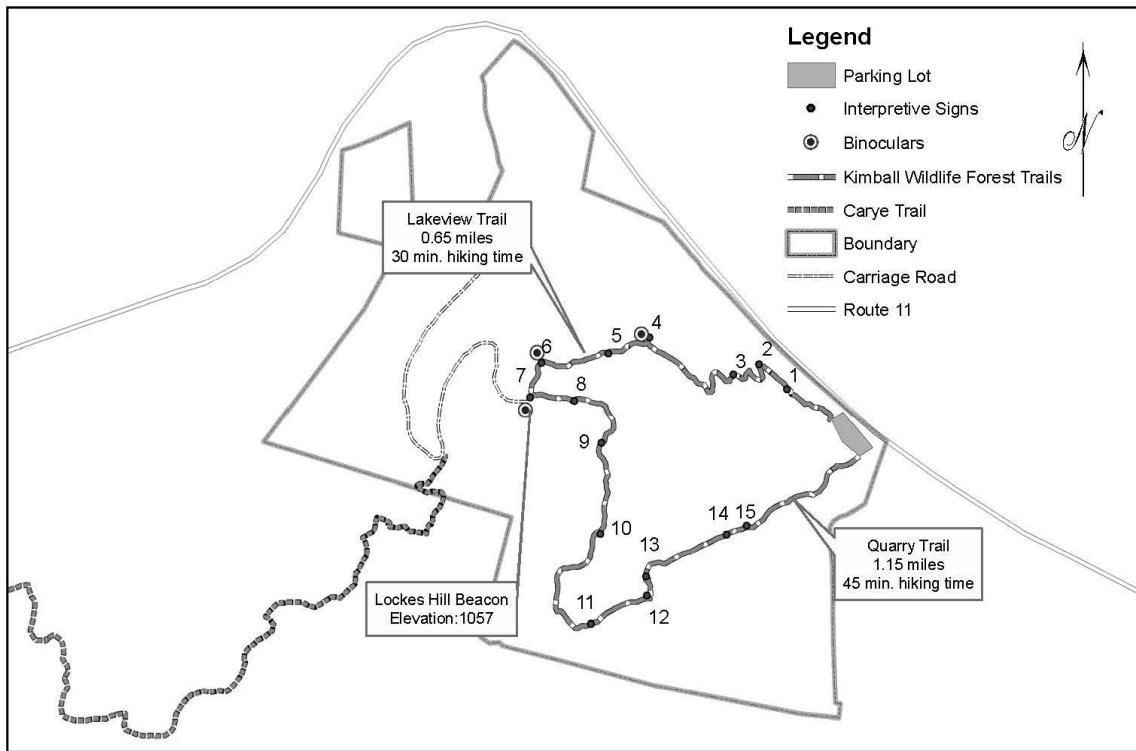 Legend
Parking Lot
Interpretive Signs
Binoculars
Kimball Wildlife Forest Trails
Carye Trail
Boundary
Carriage Road
Route 11
N
Lakeview Trail
0.65 miles
30 min. hiking time
4
5
6
2
3
1
7
8
9
10
14
15
13
11
12
Quarry Trail
1.15 miles
45 min. hiking time
Lockes Hill Beacon
Elevation:1057